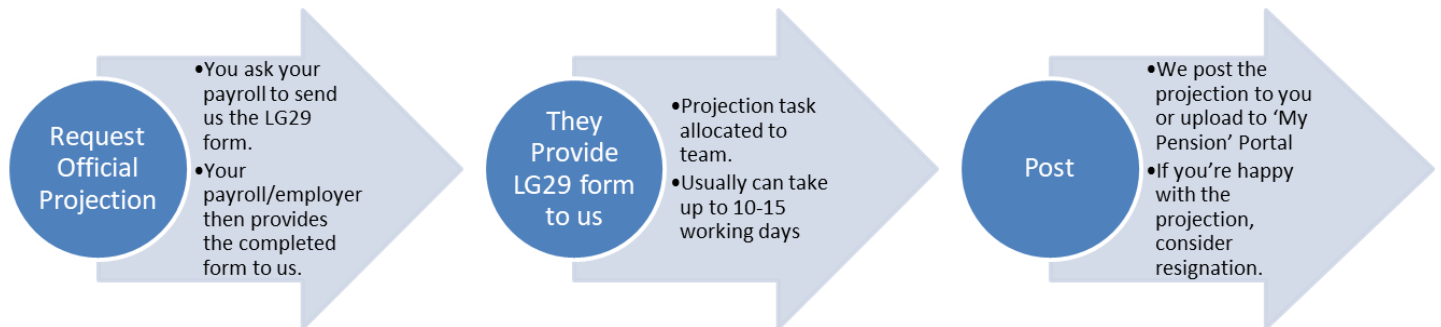 Request
Official
Projection
•You ask your
payroll to send
us the LG29
form.
•Your
payroll/employer
then provides
the completed
form to us.
They
Provide
LG29 form
to us
•Projection task
allocated to
team.
•Usually can take
up to 10-15
working days
Post
•We post the
projection to you
or upload to ‘My
Pension’ Portal
•If you’re happy
with the
projection,
consider
resignation.